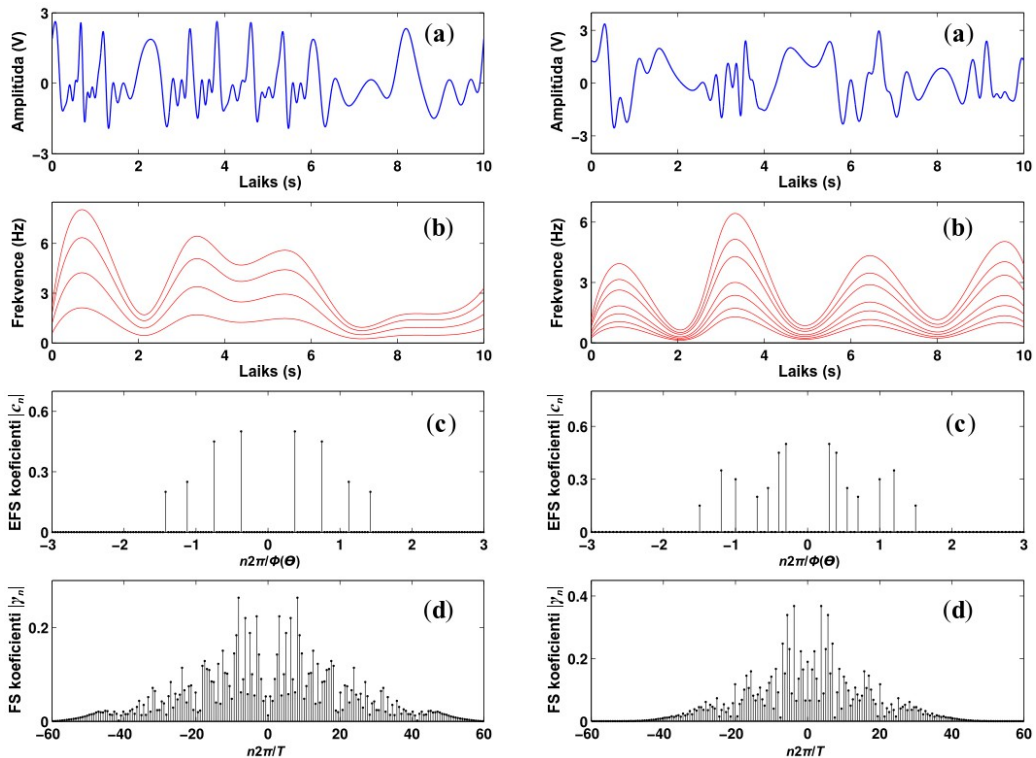 (a)
Amplitūda (V)
3
0
−3
0 2 4 6 8 10
Laiks (s)
(b)
Frekvence (Hz)
6
3
0
0 2 4 6 8 10
Laiks (s)
(c)
EFS koeficienti |cₙ|
0.6
0.3
0
−3 −2 −1 0 1 2 3
n2π/Φ(Θ)
(d)
FS koeficienti |γₙ|
0.2
0
−60 −40 −20 0 20 40 60
n2π/T
(a)
Amplitūda (V)
3
0
−3
0 2 4 6 8 10
Laiks (s)
(b)
Frekvence (Hz)
6
3
0
0 2 4 6 8 10
Laiks (s)
(c)
EFS koeficienti |cₙ|
0.6
0.3
0
−3 −2 −1 0 1 2 3
n2π/Φ(Θ)
(d)
FS koeficienti |γₙ|
0.4
0.2
0
−60 −40 −20 0 20 40 60
n2π/T